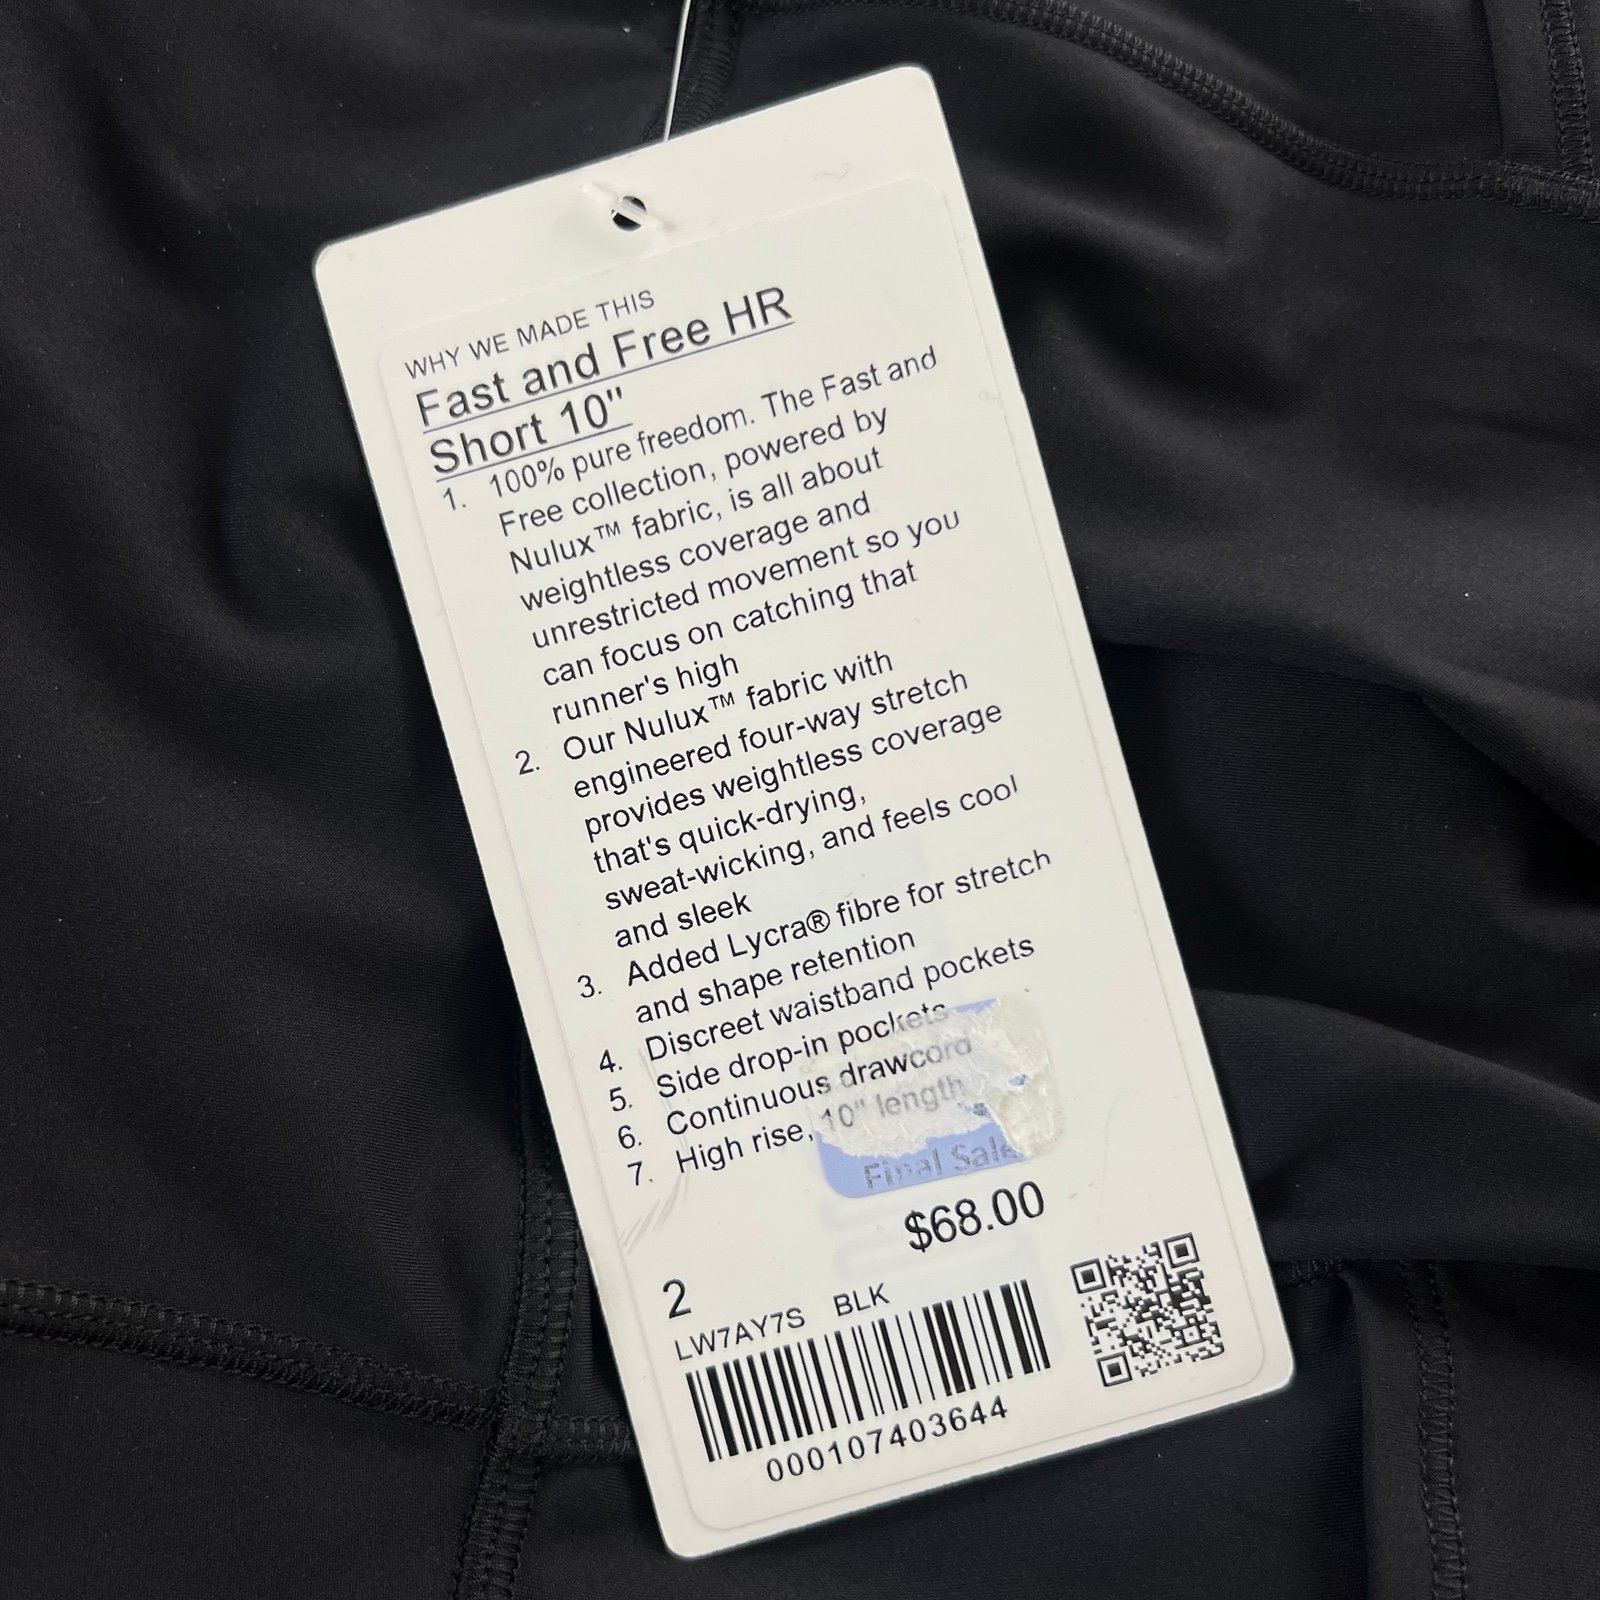 WHY WE MADE THIS
Fast and Free HR
Short 10"
1. 100% pure freedom. The Fast and
Free collection, powered by
Nulux™ fabric, is all about
weightless coverage and
unrestricted movement so you
can focus on catching that
runner's high
2. Our Nulux™ fabric with
engineered four-way stretch
provides weightless coverage
that's quick-drying,
sweat-wicking, and feels cool
and sleek
3. Added Lycra® fibre for stretch
and shape retention
4. Discreet waistband pockets
5. Side drop-in pockets
6. Continuous drawcord
7. High rise, 10" length
Final Sale
$68.00
2
LW7AY7S BLK
000107403644